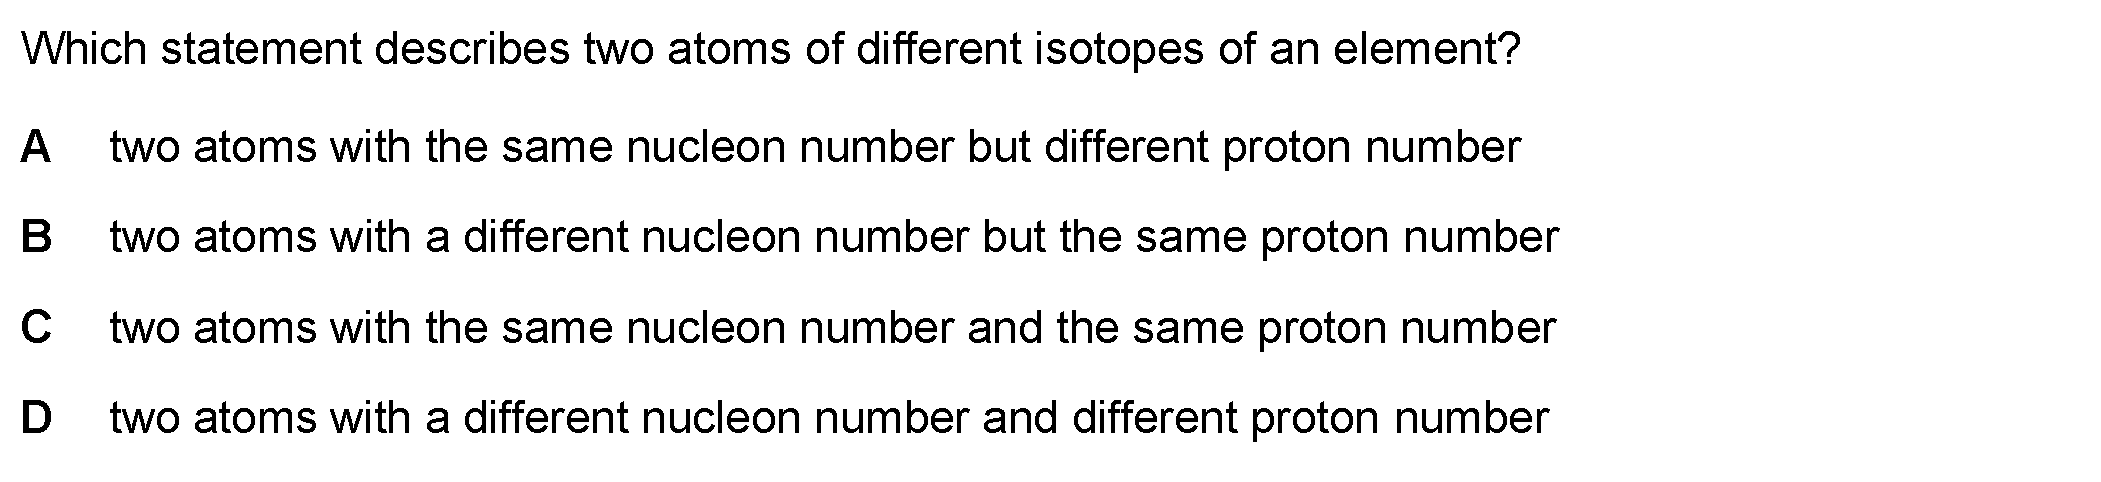 Which statement describes two atoms of different isotopes of an element?
A two atoms with the same nucleon number but different proton number
B two atoms with a different nucleon number but the same proton number
C two atoms with the same nucleon number and the same proton number
D two atoms with a different nucleon number and different proton number